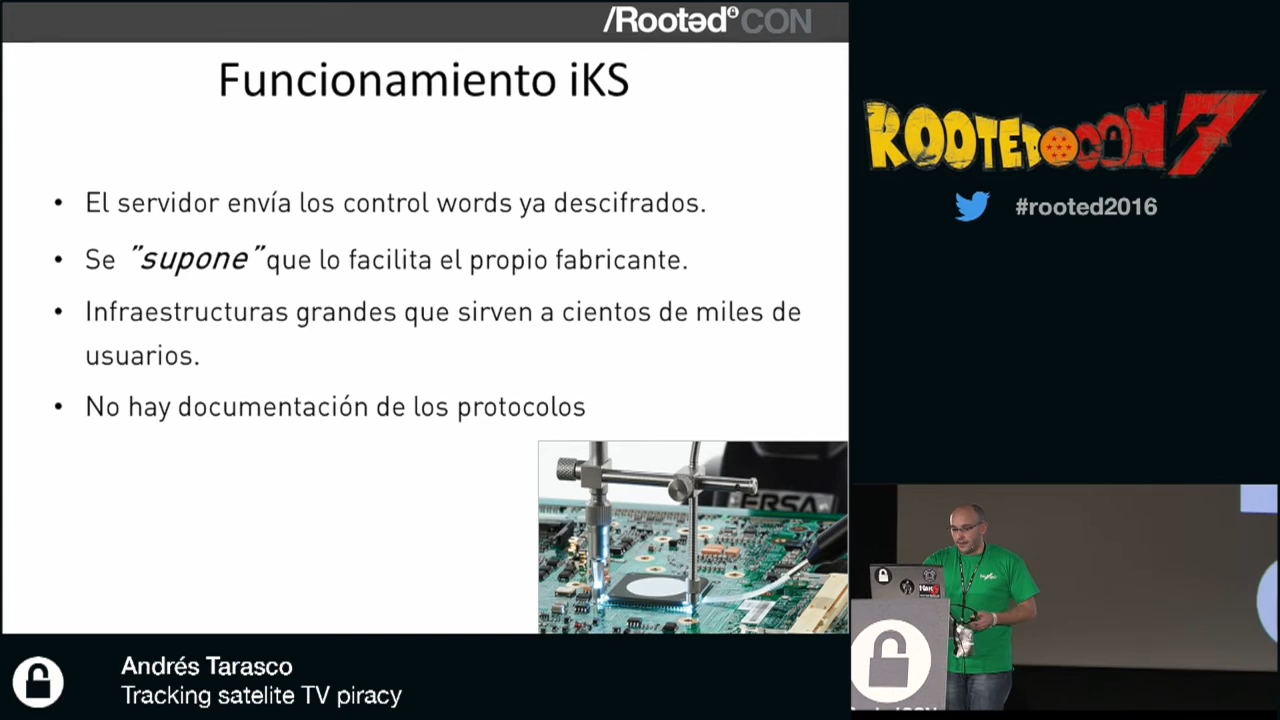 /Rootəd CON
Funcionamiento iKS
• El servidor envía los control words ya descifrados.
• Se "supone" que lo facilita el propio fabricante.
• Infraestructuras grandes que sirven a cientos de miles de
usuarios.
• No hay documentación de los protocolos
ERSA
ROOTEDCON 7
#rooted2016
Andrés Tarasco
Tracking satelite TV piracy